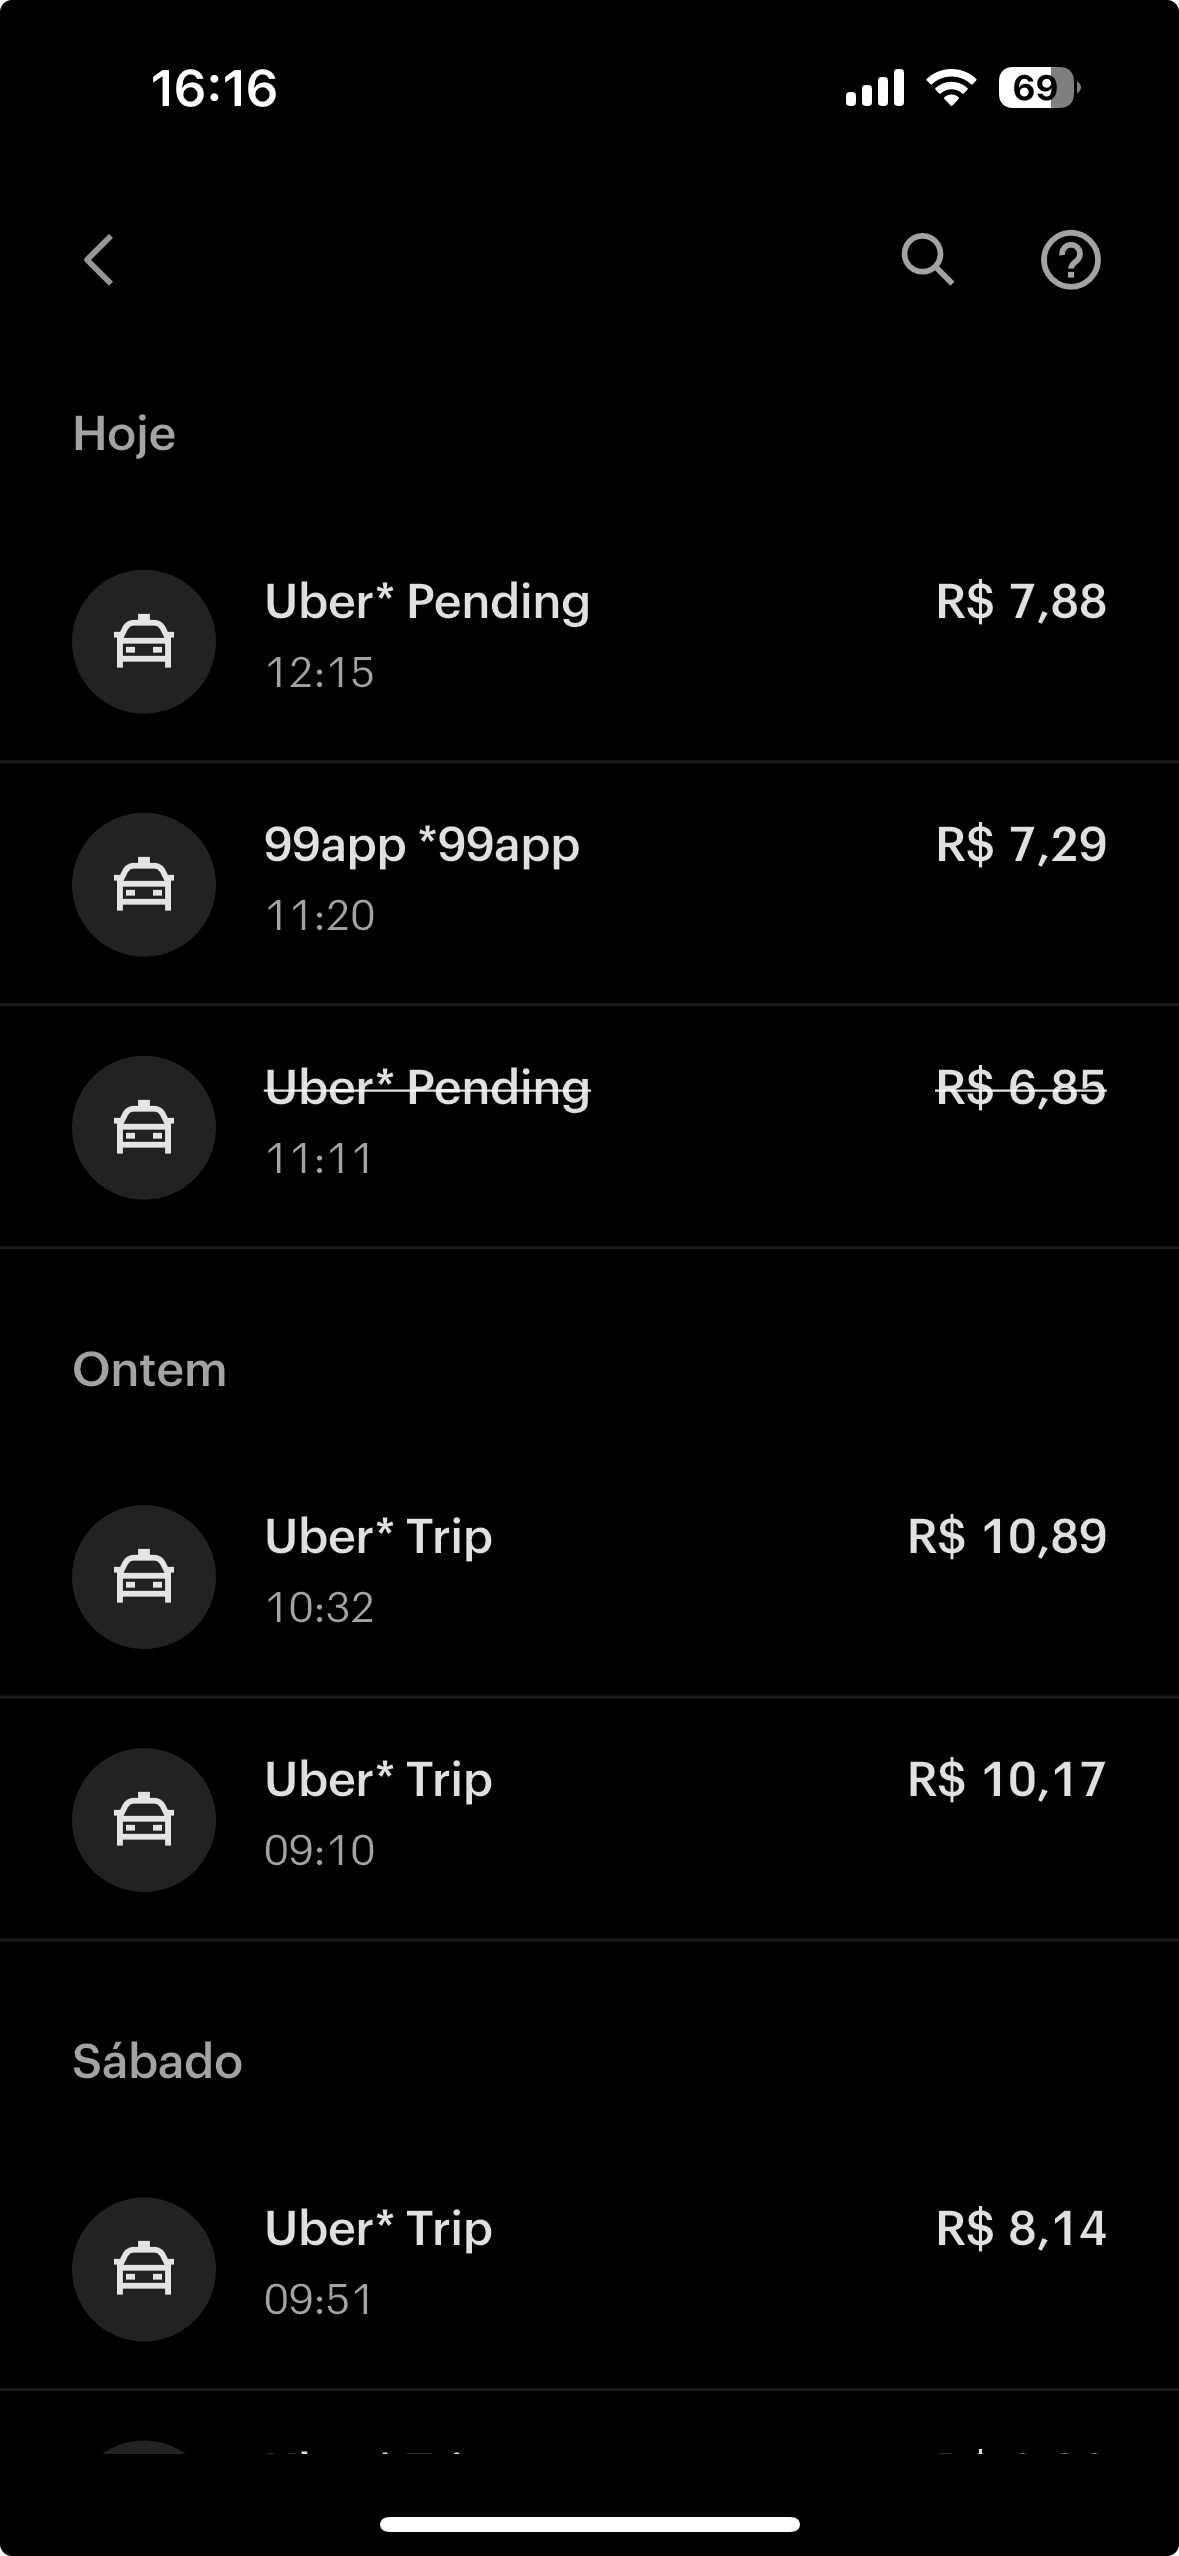 16:16
69
Hoje
Uber* Pending R$ 7,88
12:15
99app *99app R$ 7,29
11:20
Uber* Pending R$ 6,85
11:11
Ontem
Uber* Trip R$ 10,89
10:32
Uber* Trip R$ 10,17
09:10
Sábado
Uber* Trip R$ 8,14
09:51